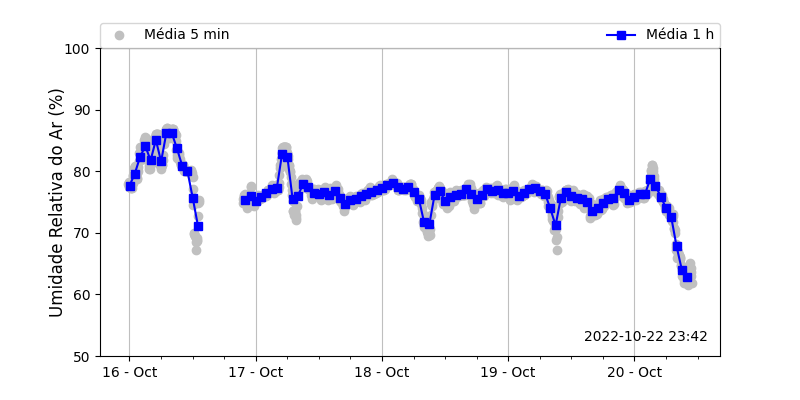 Média 5 min
Média 1 h
100
90
80
70
60
50
Umidade Relativa do Ar (%)
2022-10-22 23:42
16 - Oct
17 - Oct
18 - Oct
19 - Oct
20 - Oct